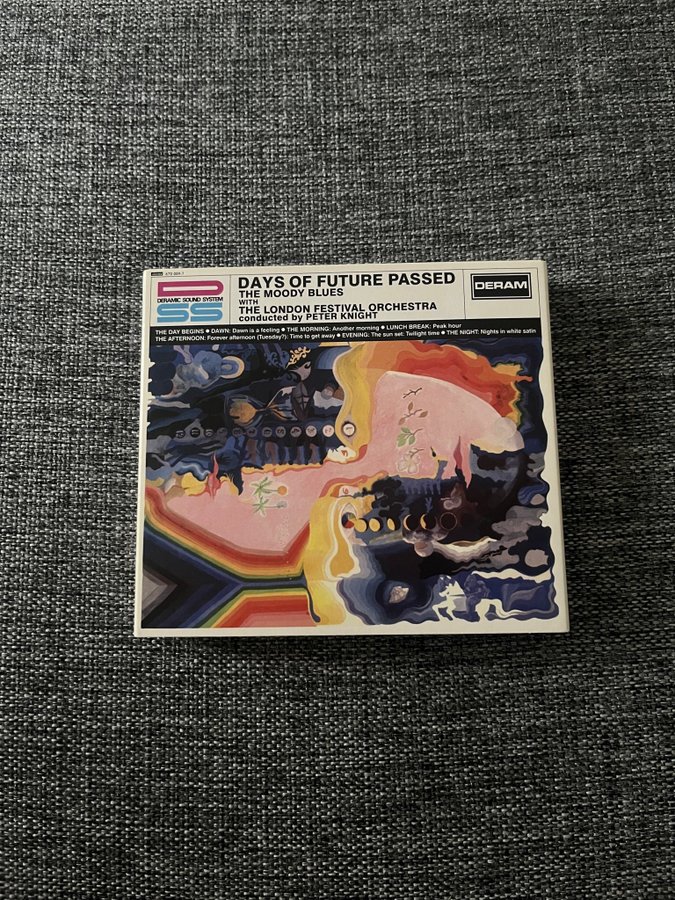 DAYS OF FUTURE PASSED
THE MOODY BLUES
WITH
THE LONDON FESTIVAL ORCHESTRA
conducted by PETER KNIGHT
DERAM
D
DERAMIC SOUND SYSTEM
SS
THE DAY BEGINS ● DAWN: Dawn is a feeling ● THE MORNING: Another morning ● LUNCH BREAK: Peak hour
THE AFTERNOON: Forever afternoon (Tuesday?): Time to get away ● EVENING: The sun set: Twilight time ● THE NIGHT: Nights in white satin